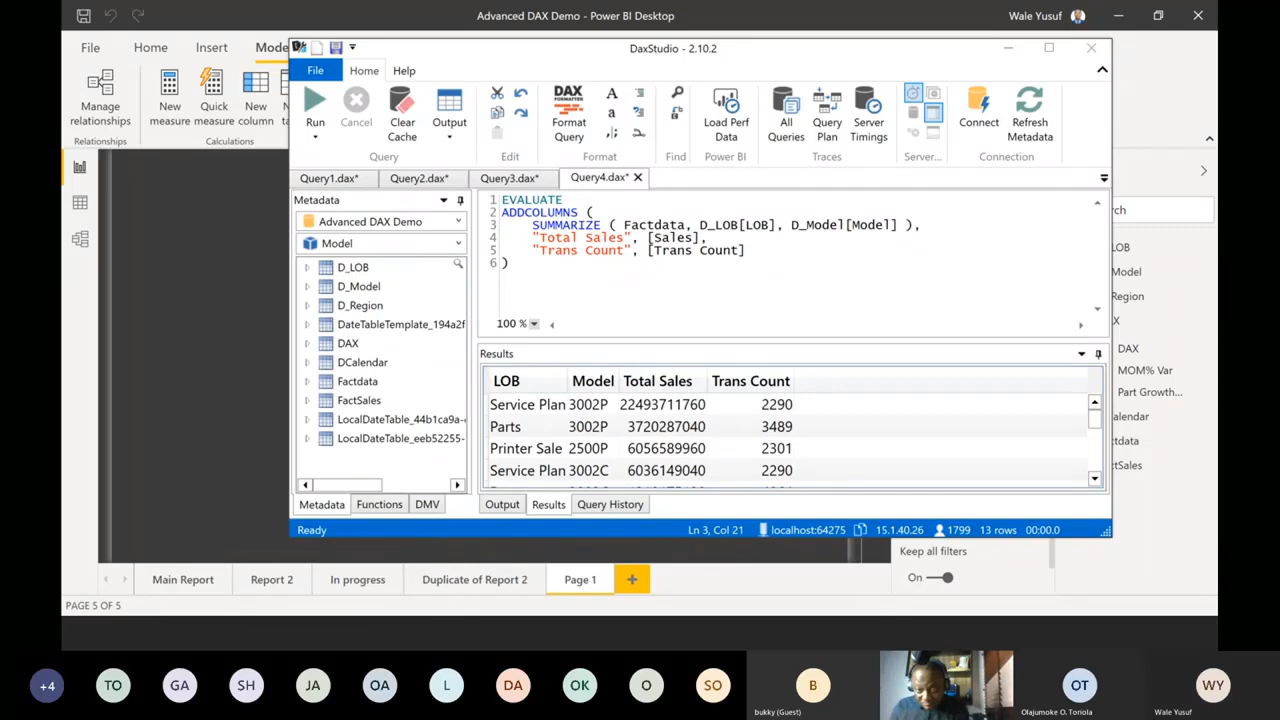 Advanced DAX Demo - Power BI Desktop
Wale Yusuf
File Home Insert
DaxStudio - 2.10.2
File Home Help
Manage relationships
New measure
Quick measure
New column
Relationships
Calculations
Run
Cancel
Clear Cache
Output
DAX FORMATTER
Format Query
Load Perf Data
All Queries
Query Plan
Server Timings
Connect
Refresh Metadata
Query
Edit
Format
Find
Power BI
Traces
Server...
Connection
Query1.dax*
Query2.dax*
Query3.dax*
Query4.dax*
Metadata
Advanced DAX Demo
Model
D_LOB
D_Model
D_Region
DateTableTemplate_194a2f
DAX
DCalendar
Factdata
FactSales
LocalDateTable_44b1ca9a-
LocalDateTable_eeb52255-
Metadata Functions DMV
1 EVALUATE
2 ADDCOLUMNS (
3 SUMMARIZE ( Factdata, D_LOB[LOB], D_Model[Model] ),
4 "Total Sales", [Sales],
5 "Trans Count", [Trans Count]
6 )
100 %
Results
LOB Model Total Sales Trans Count
Service Plan 3002P 22493711760 2290
Parts 3002P 3720287040 3489
Printer Sale 2500P 6056589960 2301
Service Plan 3002C 6036149040 2290
Output Results Query History
Ready
Ln 3, Col 21
localhost:64275
15.1.40.26
1799
13 rows
00:00.0
DAX
MOM% Var
Part Growth...
Keep all filters
On
Main Report
Report 2
In progress
Duplicate of Report 2
Page 1
PAGE 5 OF 5
+4 TO GA SH JA OA L DA OK O SO B OT WY
bukky (Guest)
Olajumoke O. Toriola
Wale Yusuf